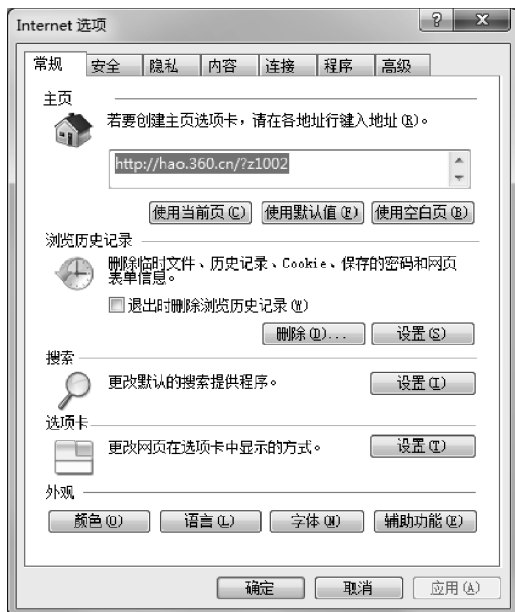 Internet 选项
? X
常规 安全 隐私 内容 连接 程序 高级
主页
若要创建主页选项卡，请在各地址行键入地址(R)。
http://hao.360.cn/?z1002
使用当前页(C) 使用默认值(F) 使用空白页(B)
浏览历史记录
删除临时文件、历史记录、Cookie、保存的密码和网页
表单信息。
退出时删除浏览历史记录(W)
删除(D)... 设置(S)
搜索
更改默认的搜索提供程序。 设置(I)
选项卡
更改网页在选项卡中显示的方式。 设置(T)
外观
颜色(O) 语言(L) 字体(N) 辅助功能(E)
确定 取消 应用(A)